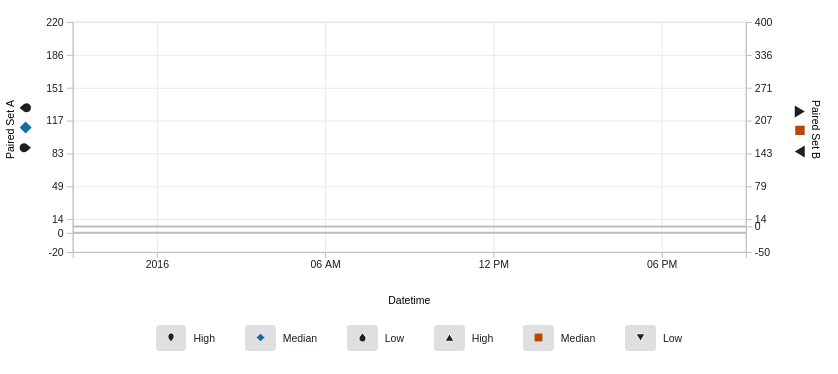 220
186
151
117
83
49
14
0
-20
Paired Set A
400
336
271
207
143
79
14
0
-50
Paired Set B
2016
06 AM
12 PM
06 PM
Datetime
High
Median
Low
High
Median
Low